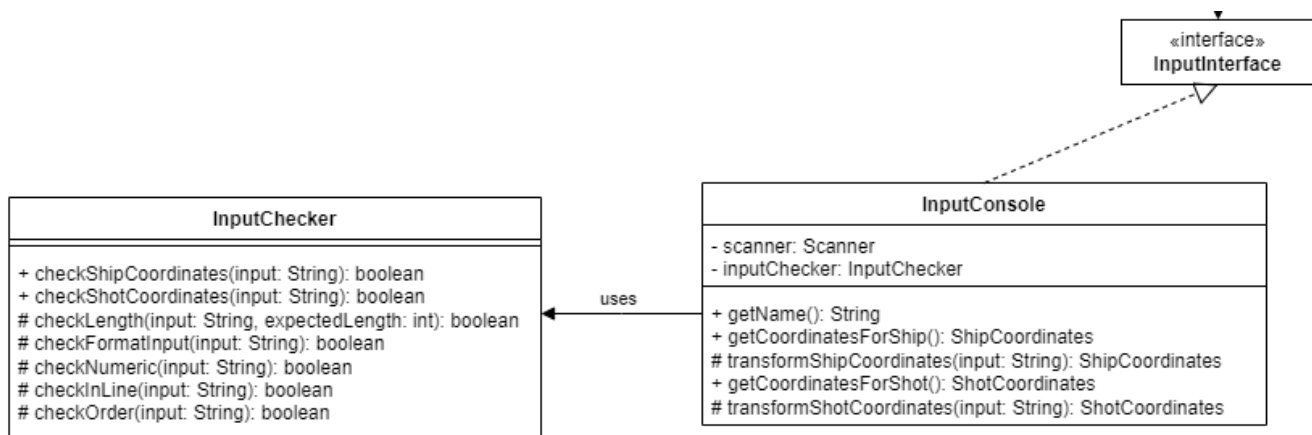 «interface»
InputInterface
InputChecker
+ checkShipCoordinates(input: String): boolean
+ checkShotCoordinates(input: String): boolean
# checkLength(input: String, expectedLength: int): boolean
# checkFormatInput(input: String): boolean
# checkNumeric(input: String): boolean
# checkInLine(input: String): boolean
# checkOrder(input: String): boolean
uses
InputConsole
- scanner: Scanner
- inputChecker: InputChecker
+ getName(): String
+ getCoordinatesForShip(): ShipCoordinates
# transformShipCoordinates(input: String): ShipCoordinates
+ getCoordinatesForShot(): ShotCoordinates
# transformShotCoordinates(input: String): ShotCoordinates